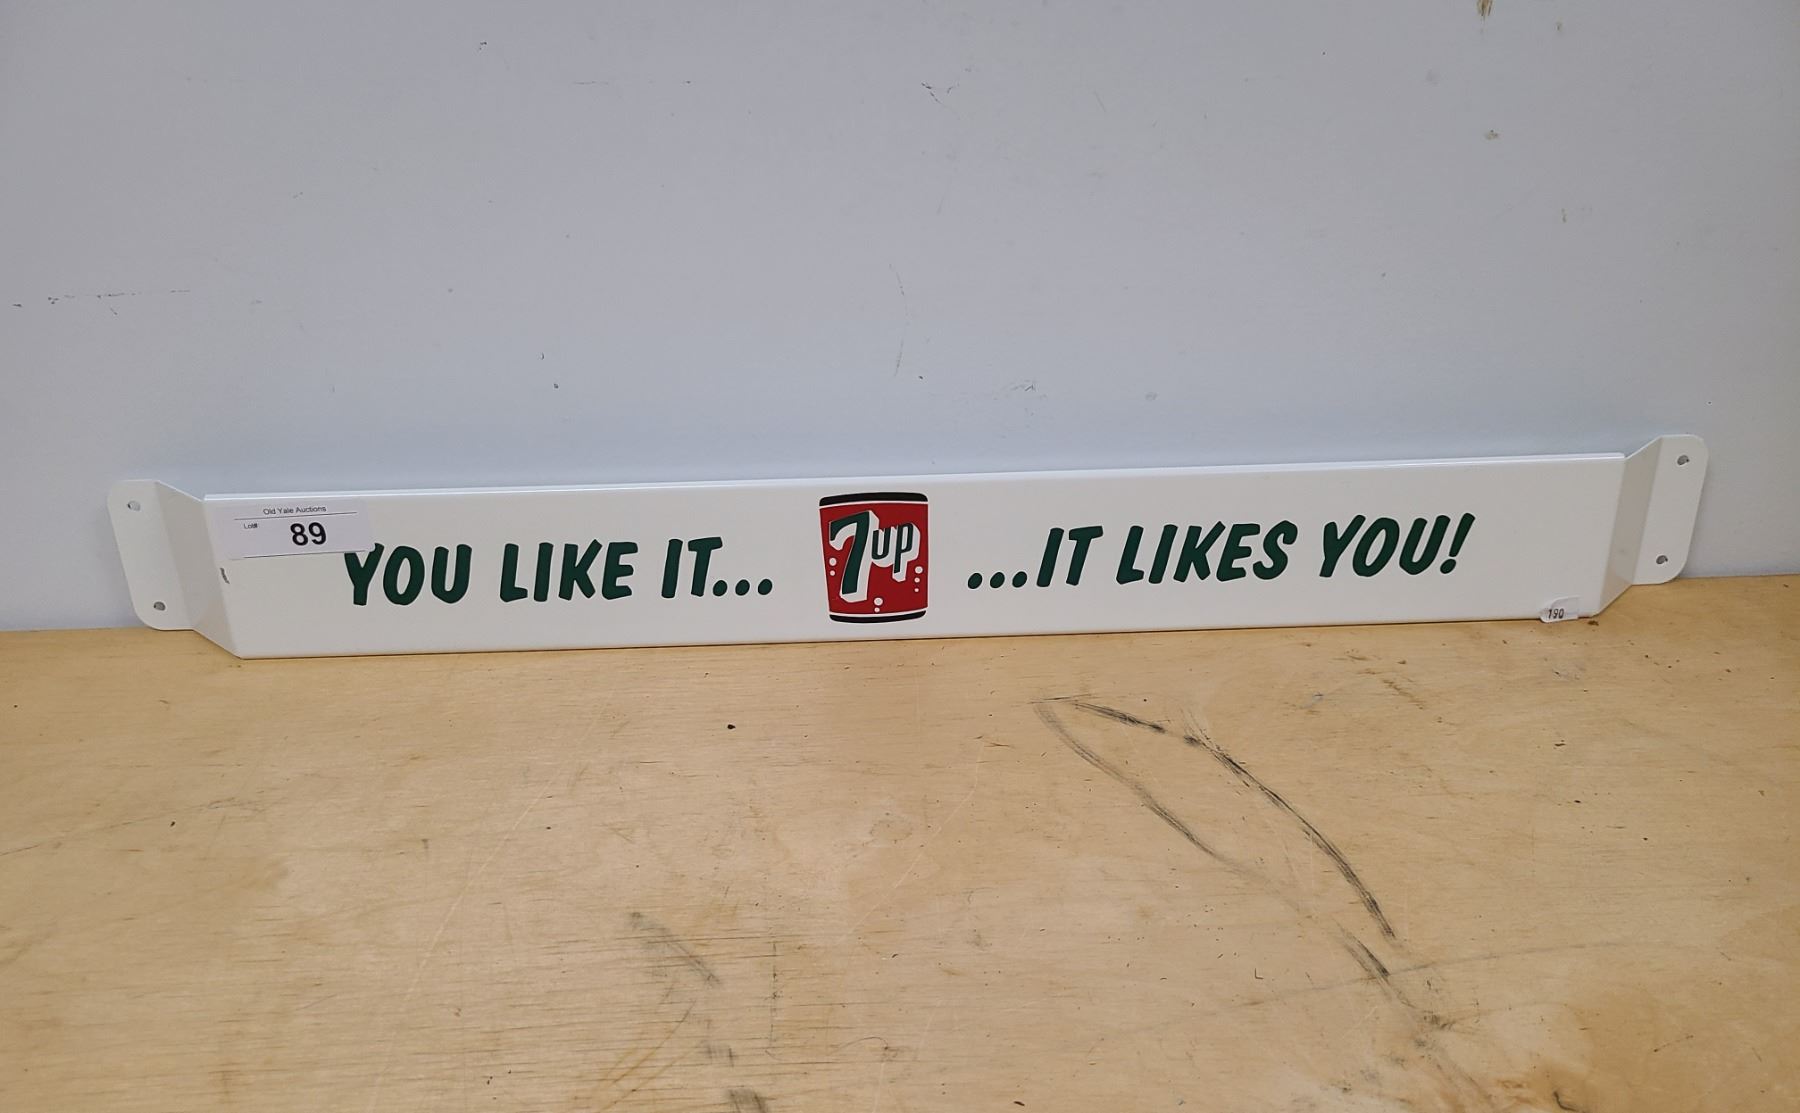 Old Yale Auctions
Lot# 89
YOU LIKE IT... 7up ...IT LIKES YOU!
190